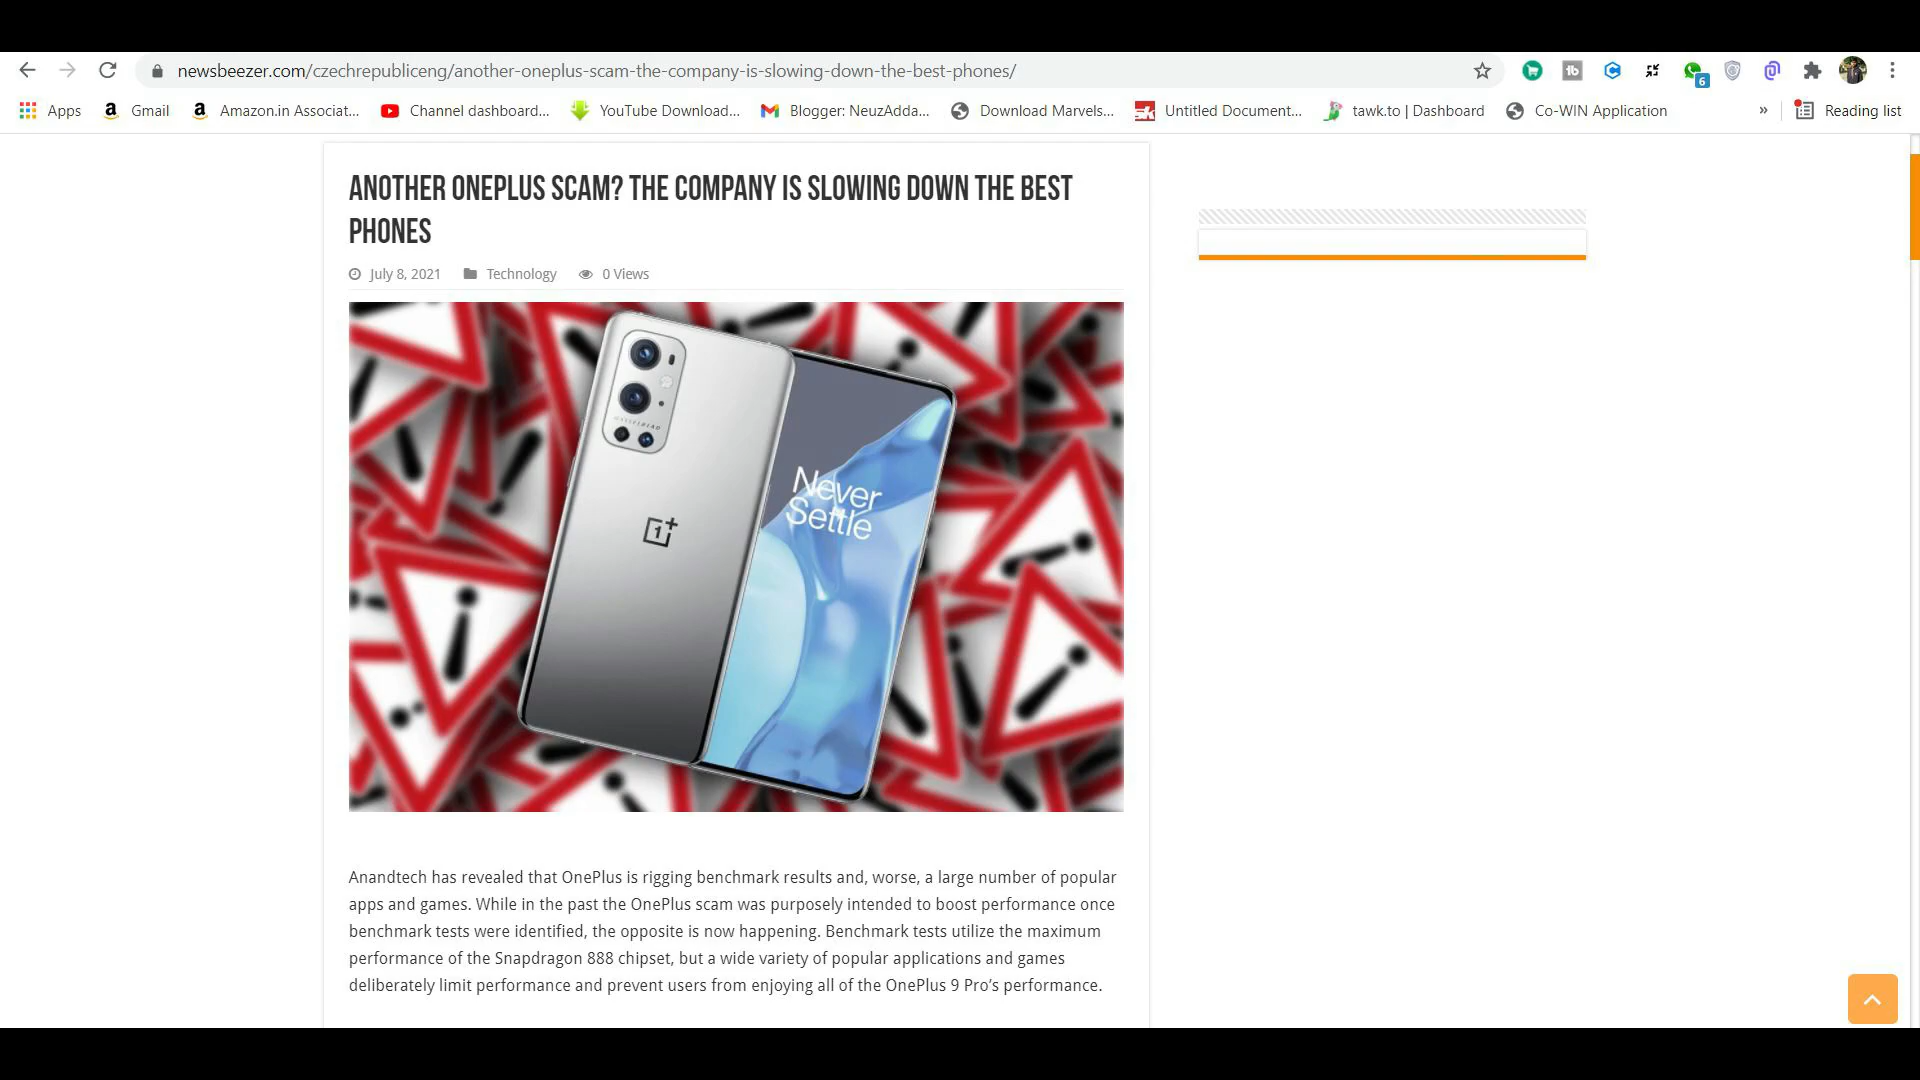 newsbeezer.com/czechrepubliceng/another-oneplus-scam-the-company-is-slowing-down-the-best-phones/
6
Apps Gmail Amazon.in Associat... Channel dashboard... YouTube Download... Blogger: NeuzAdda... Download Marvels... Untitled Document... tawk.to | Dashboard Co-WIN Application » Reading list
ANOTHER ONEPLUS SCAM? THE COMPANY IS SLOWING DOWN THE BEST
PHONES
July 8, 2021 Technology 0 Views
HASSELBLAD
1+
Never
Settle
Anandtech has revealed that OnePlus is rigging benchmark results and, worse, a large number of popular
apps and games. While in the past the OnePlus scam was purposely intended to boost performance once
benchmark tests were identified, the opposite is now happening. Benchmark tests utilize the maximum
performance of the Snapdragon 888 chipset, but a wide variety of popular applications and games
deliberately limit performance and prevent users from enjoying all of the OnePlus 9 Pro’s performance.